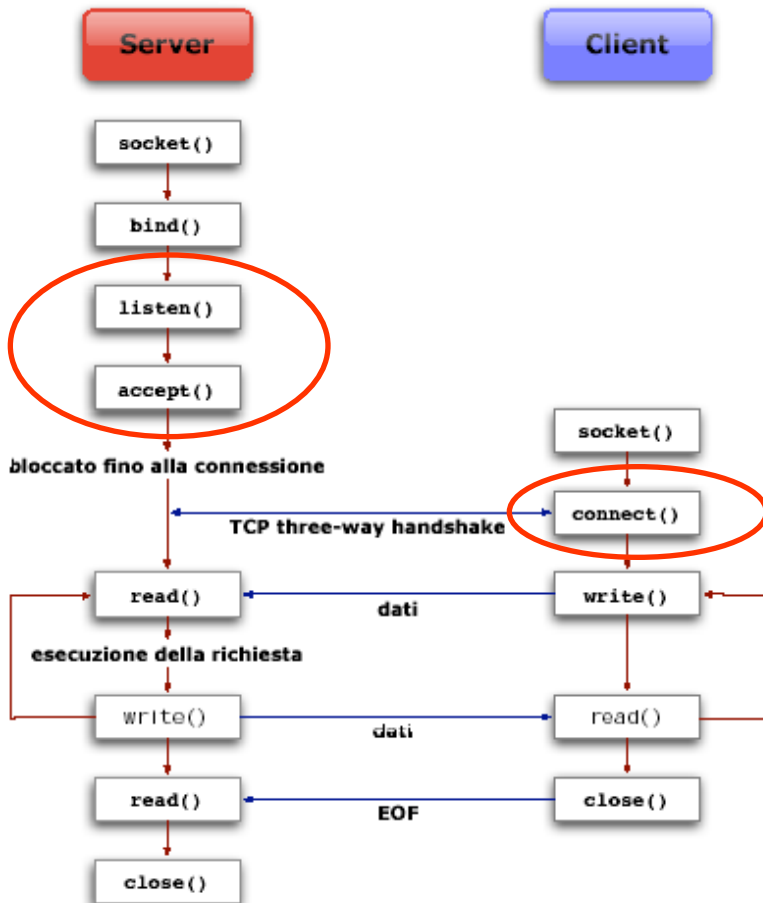 Server
Client
socket()
bind()
listen()
accept()
socket()
bloccato fino alla connessione
connect()
TCP three-way handshake
read()
dati
write()
esecuzione della richiesta
write()
dati
read()
read()
EOF
close()
close()